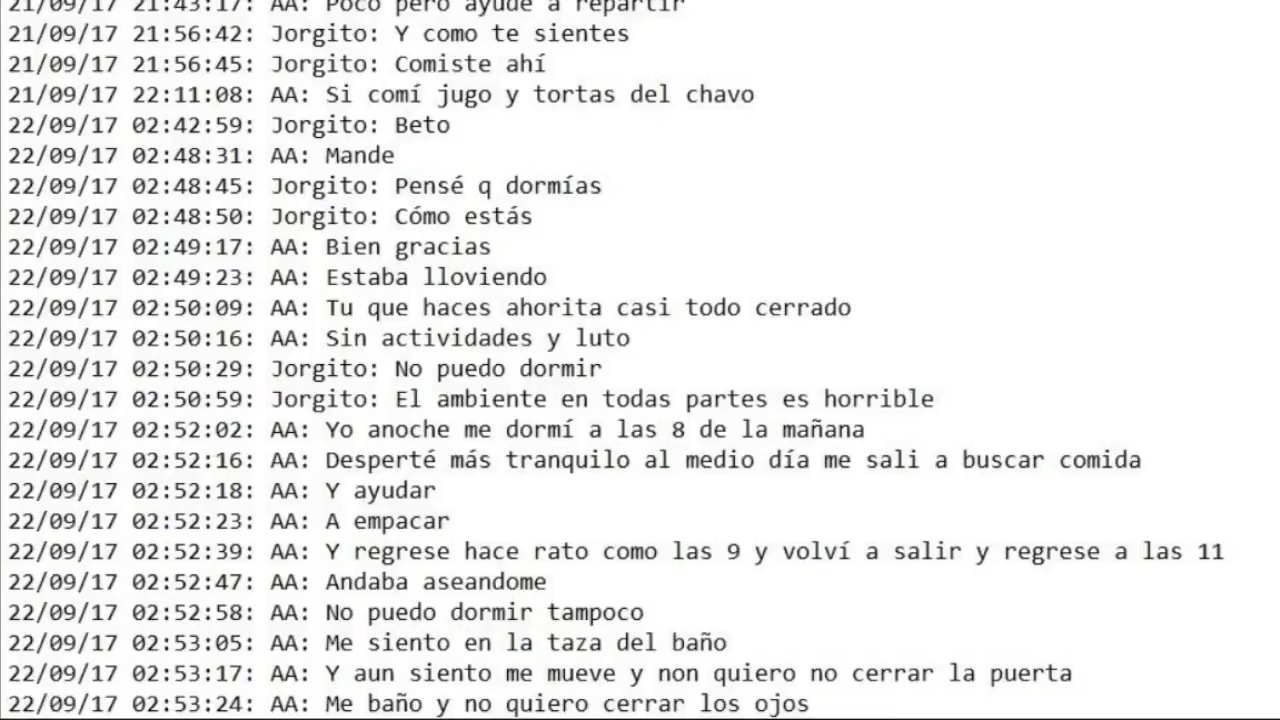 21/09/17 21:43:17: AA: Poco pero ayude a repartir
21/09/17 21:56:42: Jorgito: Y como te sientes
21/09/17 21:56:45: Jorgito: Comiste ahí
21/09/17 22:11:08: AA: Si comí jugo y tortas del chavo
22/09/17 02:42:59: Jorgito: Beto
22/09/17 02:48:31: AA: Mande
22/09/17 02:48:45: Jorgito: Pensé q dormías
22/09/17 02:48:50: Jorgito: Cómo estás
22/09/17 02:49:17: AA: Bien gracias
22/09/17 02:49:23: AA: Estaba lloviendo
22/09/17 02:50:09: AA: Tu que haces ahorita casi todo cerrado
22/09/17 02:50:16: AA: Sin actividades y luto
22/09/17 02:50:29: Jorgito: No puedo dormir
22/09/17 02:50:59: Jorgito: El ambiente en todas partes es horrible
22/09/17 02:52:02: AA: Yo anoche me dormí a las 8 de la mañana
22/09/17 02:52:16: AA: Desperté más tranquilo al medio día me sali a buscar comida
22/09/17 02:52:18: AA: Y ayudar
22/09/17 02:52:23: AA: A empacar
22/09/17 02:52:39: AA: Y regrese hace rato como las 9 y volví a salir y regrese a las 11
22/09/17 02:52:47: AA: Andaba aseandome
22/09/17 02:52:58: AA: No puedo dormir tampoco
22/09/17 02:53:05: AA: Me siento en la taza del baño
22/09/17 02:53:17: AA: Y aun siento me mueve y non quiero no cerrar la puerta
22/09/17 02:53:24: AA: Me baño y no quiero cerrar los ojos